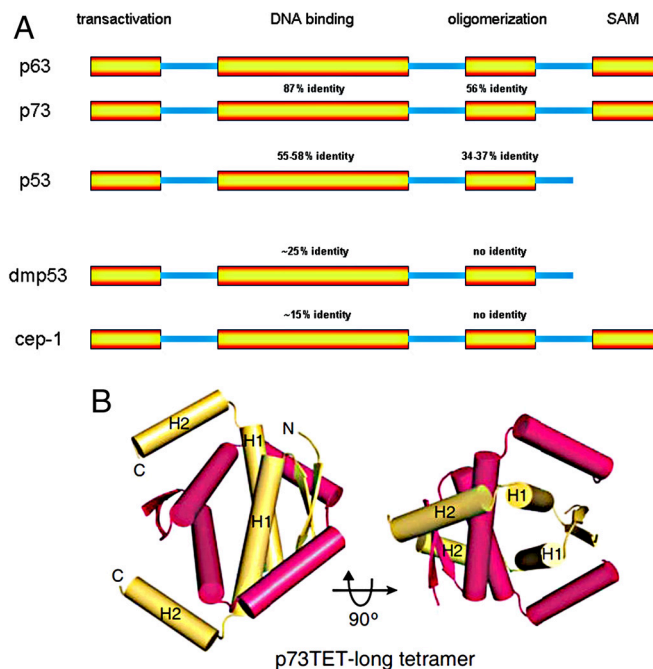 A
transactivation DNA binding oligomerization SAM
p63
87% identity 56% identity
p73
55-58% identity 34-37% identity
p53
~25% identity no identity
dmp53
~15% identity no identity
cep-1
B
H2 H1 N
C
H1
H1
H2
H2 H1
C
H2
90º
p73TET-long tetramer